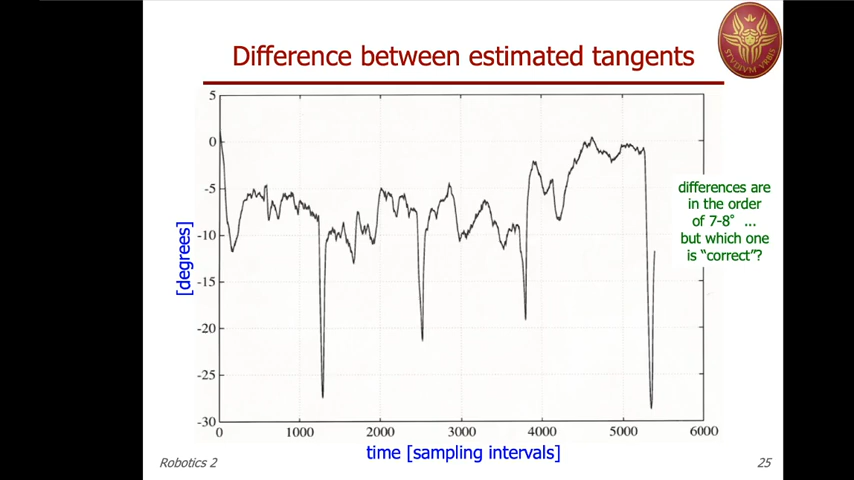 Difference between estimated tangents
STVDIVM VRBIS
5
0
-5
-10
-15
-20
-25
-30
[degrees]
0 1000 2000 3000 4000 5000 6000
time [sampling intervals]
differences are
in the order
of 7-8° ...
but which one
is “correct”?
Robotics 2
25